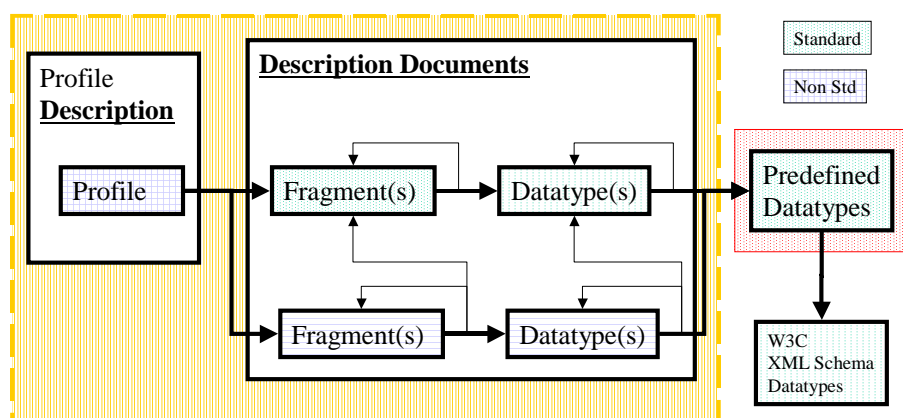 Profile
Description
Profile
Description Documents
Fragment(s)
Datatype(s)
Fragment(s)
Datatype(s)
Standard
Non Std
Predefined
Datatypes
W3C
XML Schema
Datatypes